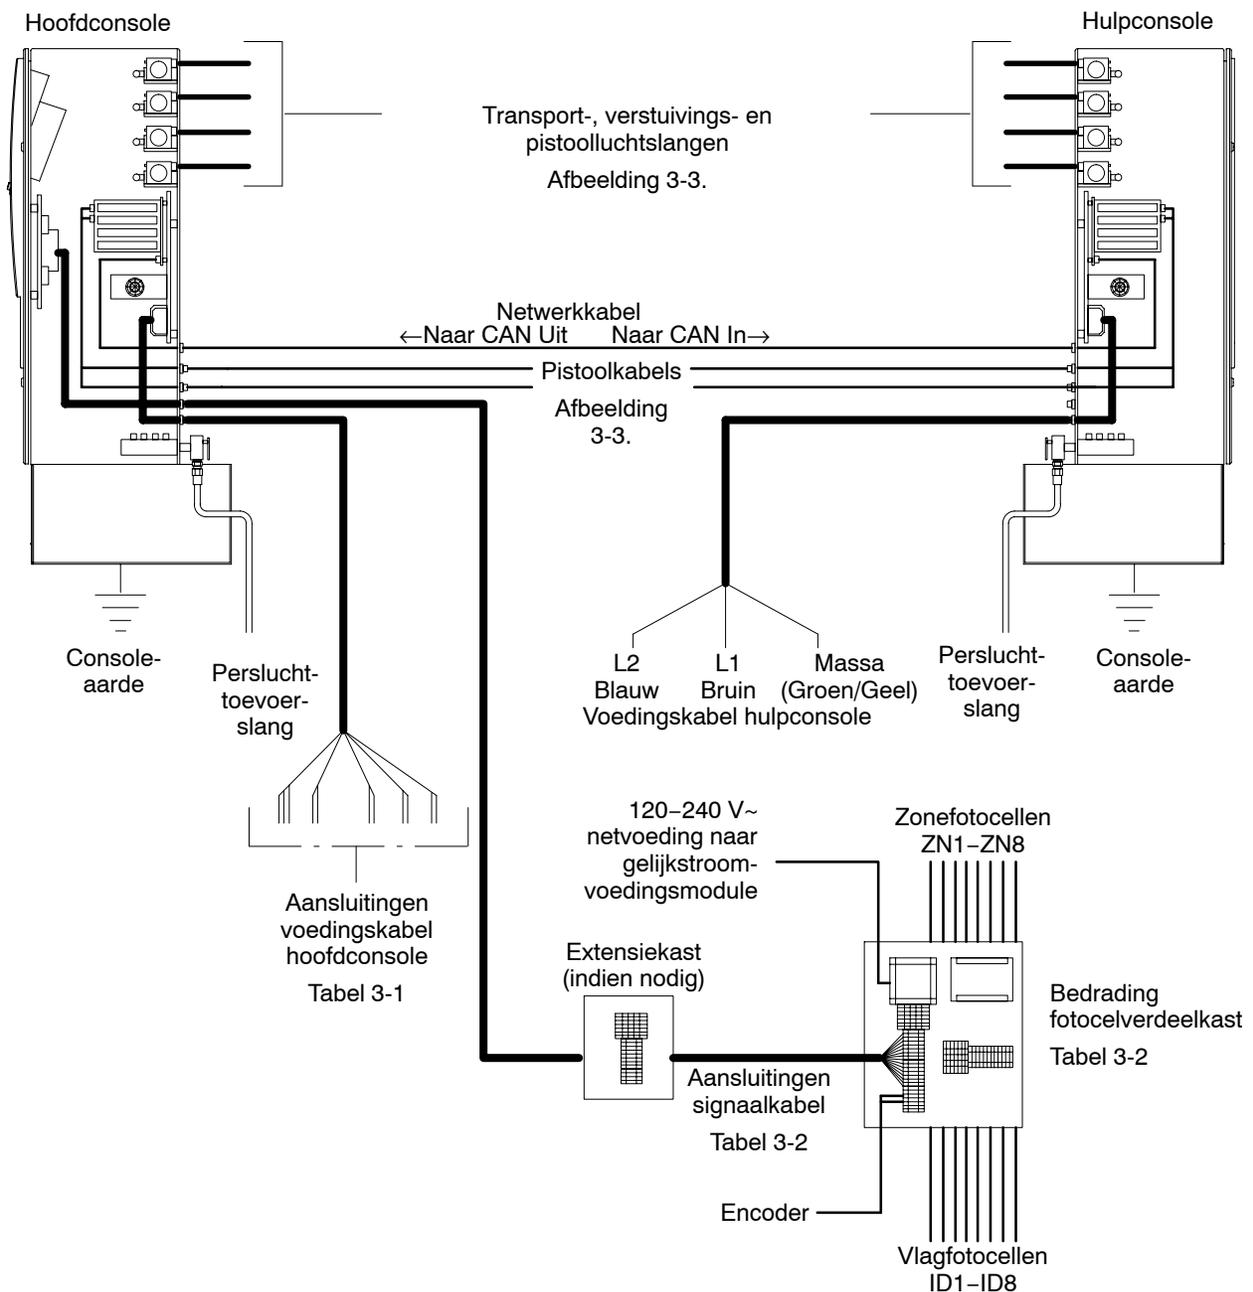 Hoofdconsole
Hulpconsole
Transport-, verstuivings- en
pistoolluchtslangen
Afbeelding 3-3.
Netwerkkabel
←Naar CAN Uit
Naar CAN In→
Pistoolkabels
Afbeelding
3-3.
Console-
aarde
Perslucht-
toevoer-
slang
L2
Blauw
L1
Bruin
Massa
(Groen/Geel)
Voedingskabel hulpconsole
Perslucht-
toevoer-
slang
Console-
aarde
120–240 V~
netvoeding naar
gelijkstroom-
voedingsmodule
Zonefotocellen
ZN1–ZN8
Aansluitingen
voedingskabel
hoofdconsole
Tabel 3-1
Extensiekast
(indien nodig)
Bedrading
fotocelverdeelkast
Tabel 3-2
Aansluitingen
signaalkabel
Tabel 3-2
Encoder
Vlagfotocellen
ID1–ID8